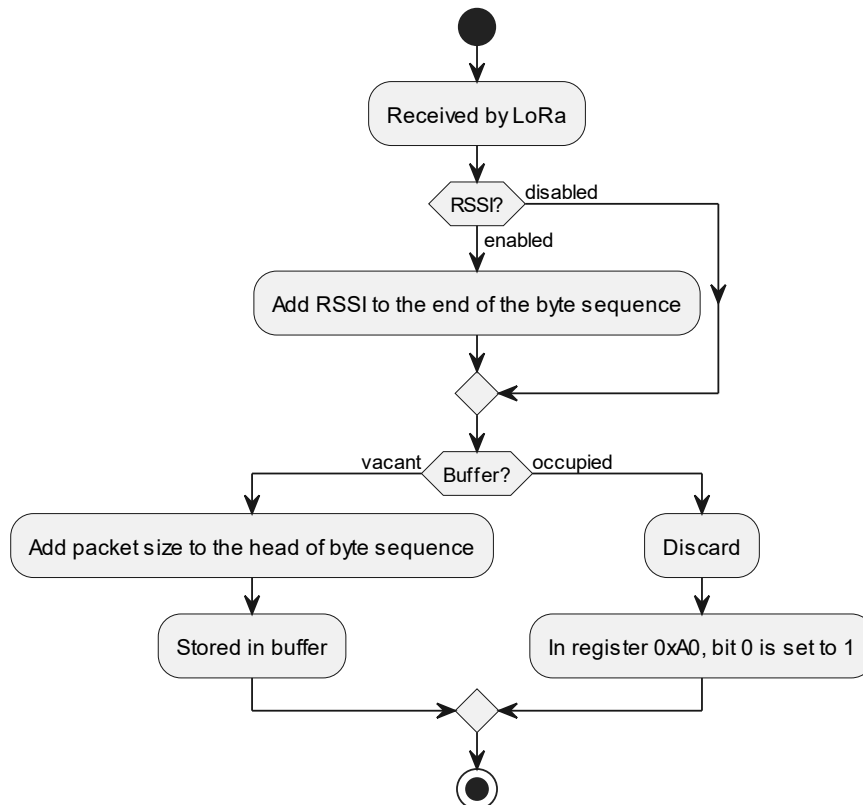 Received by LoRa
RSSI?
disabled
enabled
Add RSSI to the end of the byte sequence
Buffer?
vacant
occupied
Add packet size to the head of byte sequence
Discard
Stored in buffer
In register 0xA0, bit 0 is set to 1